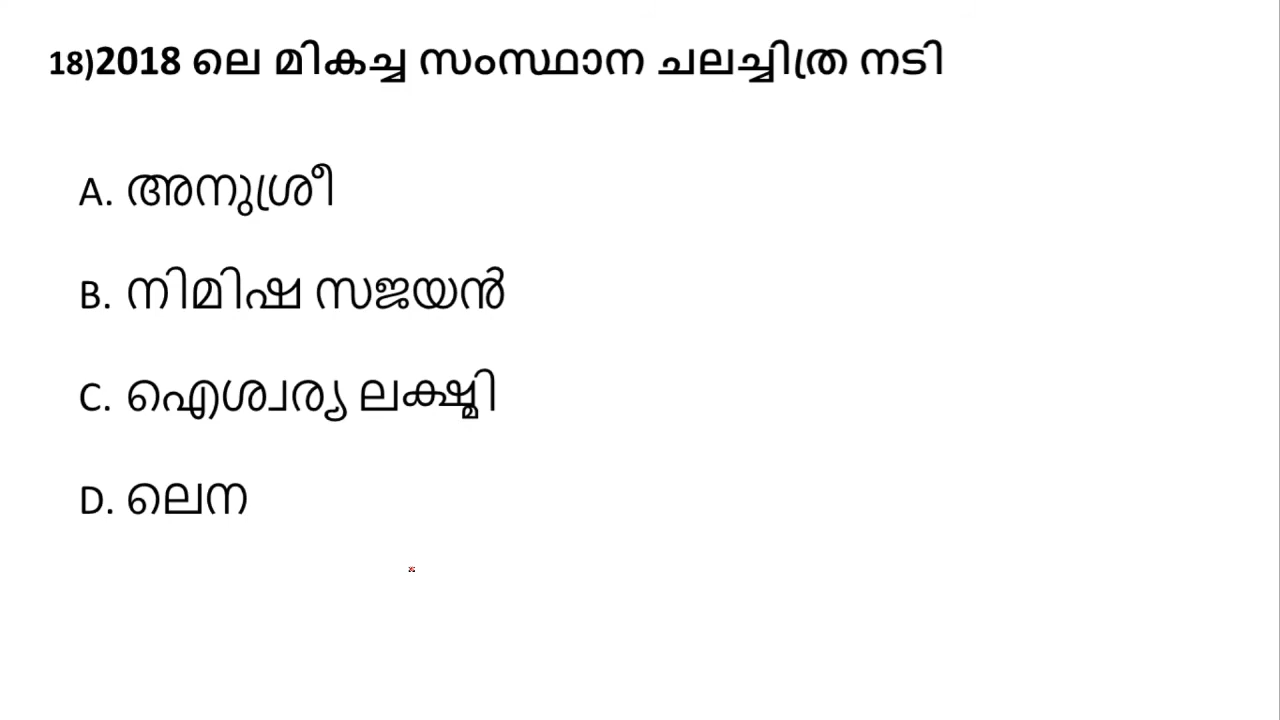 18)2018 ലെ മികച്ച സംസ്ഥാന ചലച്ചിത്ര നടി
A. അനുശ്രീ
B. നിമിഷ സജയൻ
C. ഐശ്വര്യ ലക്ഷ്മി
D. ലെന